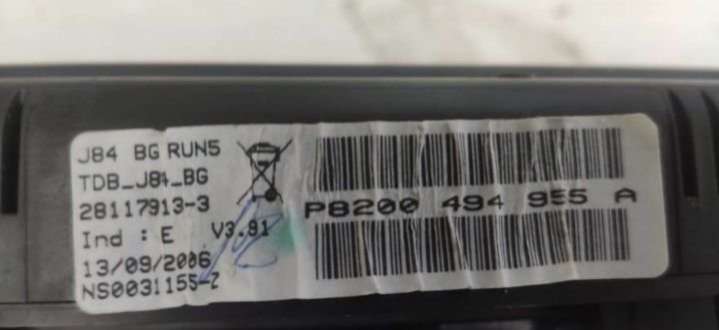 J84 BG RUN5
TDB_J84_BG
28117913-3
Ind : E V3.81
13/09/2006
NS0031155-Z
P8200 494 955 A